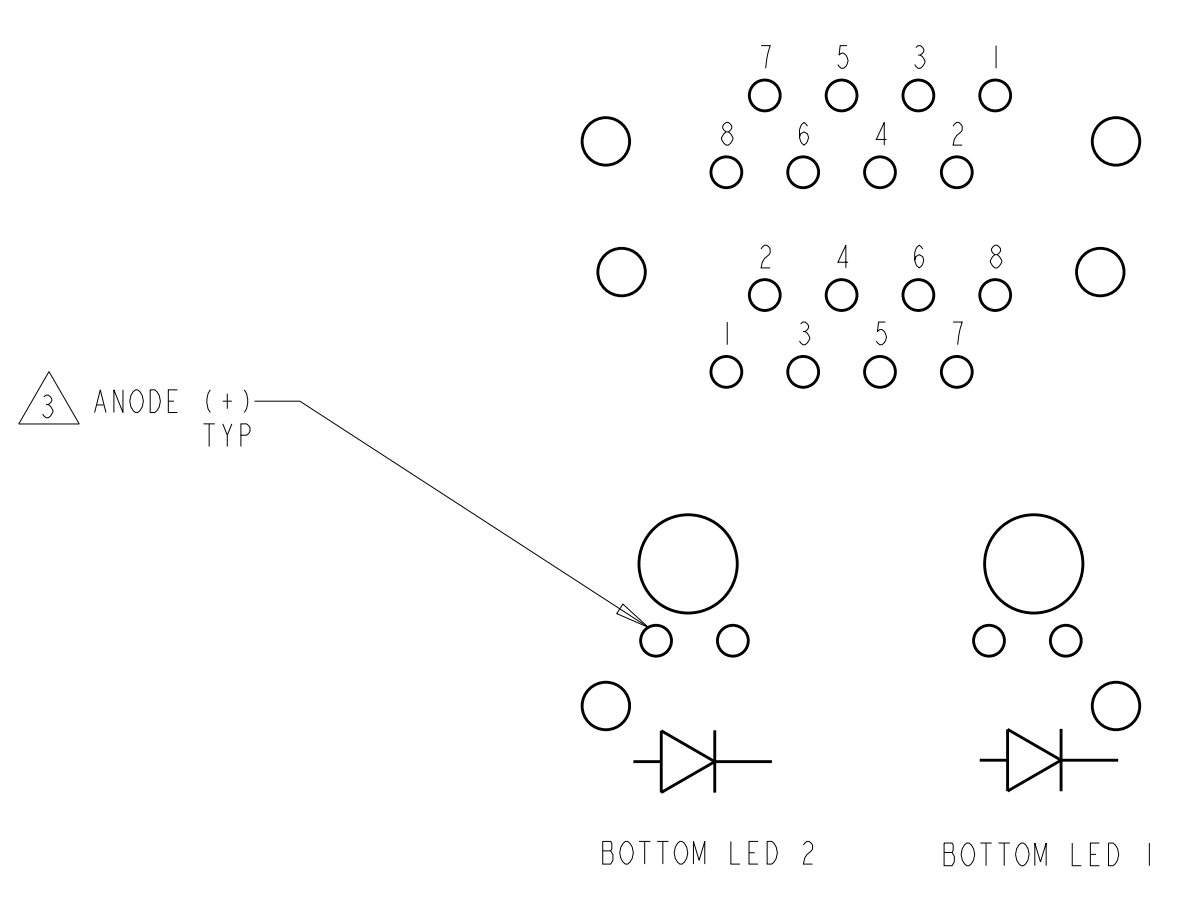 7 5 3 1
8 6 4 2
2 4 6 8
1 3 5 7
3 ANODE (+)
TYP
BOTTOM LED 2
BOTTOM LED 1